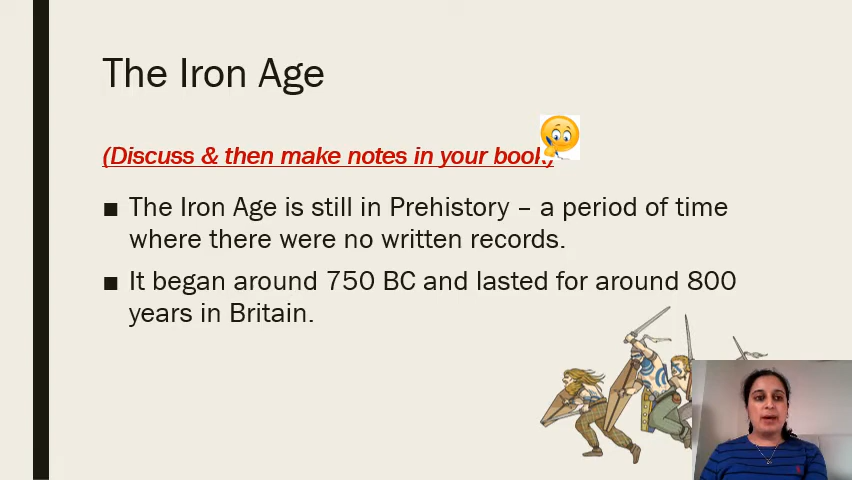 The Iron Age
(Discuss & then make notes in your book)
■ The Iron Age is still in Prehistory – a period of time
where there were no written records.
■ It began around 750 BC and lasted for around 800
years in Britain.